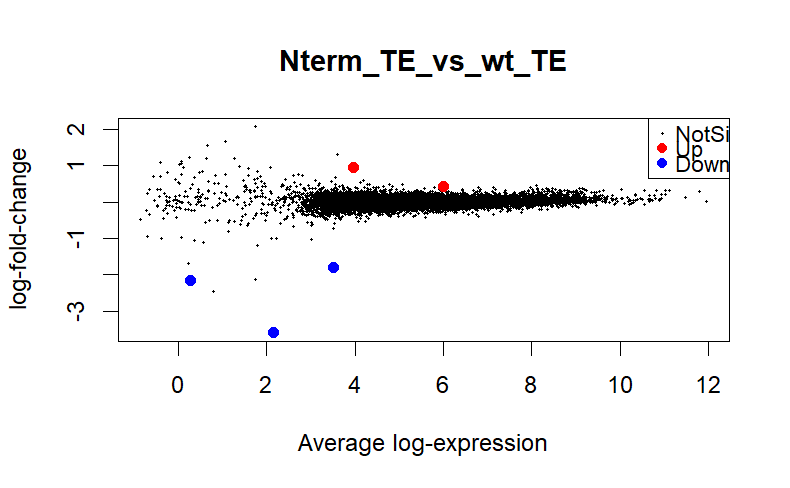 Nterm_TE_vs_wt_TE
log-fold-change
2
1
-1
-3
NotSi
Up
Down
0 2 4 6 8 10 12
Average log-expression